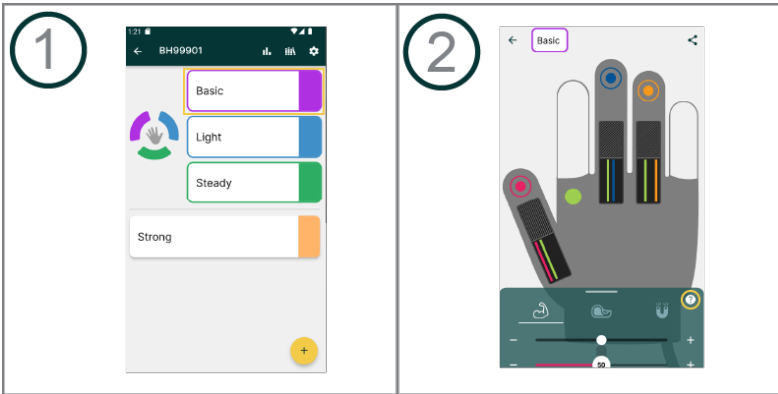 1
1:21
BH99901
Basic
Light
Steady
Strong
+
2
Basic
?
- +
- 50 +